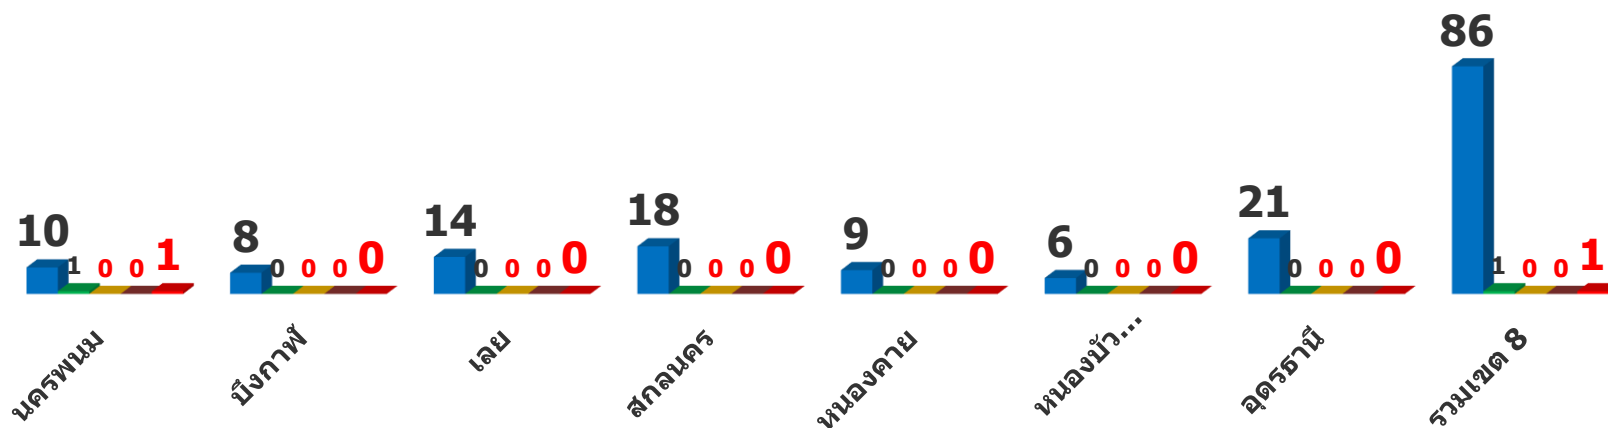 86
10 1 0 0 1
8 0 0 0 0
14 0 0 0 0
18 0 0 0 0
9 0 0 0 0
6 0 0 0 0
21 0 0 0 0
1 0 0 1
นครพนม
บึงกาฬ
เลย
สกลนคร
หนองคาย
หนองบัว...
อุดรธานี
รวมเขต 8